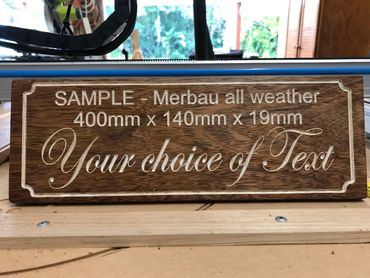 SAMPLE - Merbau all weather
400mm x 140mm x 19mm
Your choice of Text